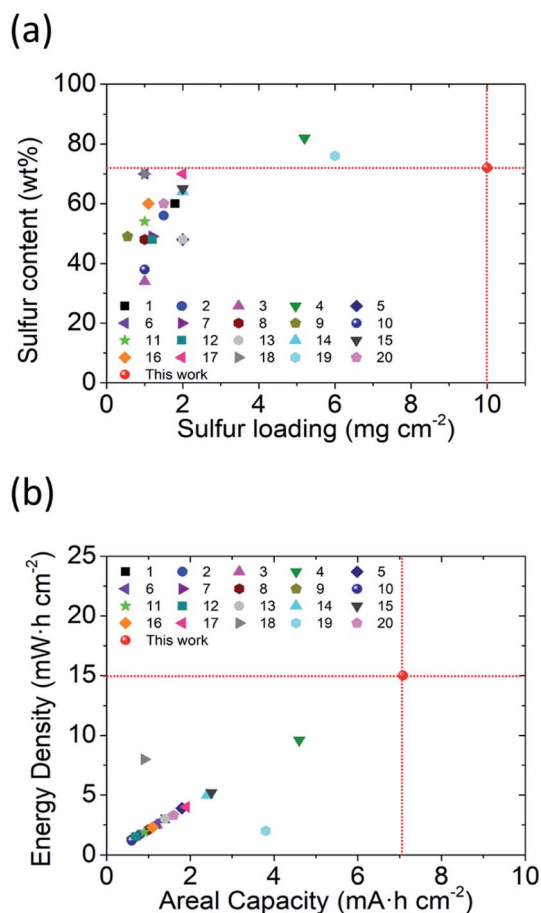 (a)
100
80
60
40
20
0
Sulfur content (wt%)
1 2 3 4 5
6 7 8 9 10
11 12 13 14 15
16 17 18 19 20
This work
0 2 4 6 8 10
Sulfur loading (mg cm⁻²)
(b)
25
20
15
10
5
0
Energy Density (mW·h cm⁻²)
1 2 3 4 5
6 7 8 9 10
11 12 13 14 15
16 17 18 19 20
This work
0 2 4 6 8 10
Areal Capacity (mA·h cm⁻²)